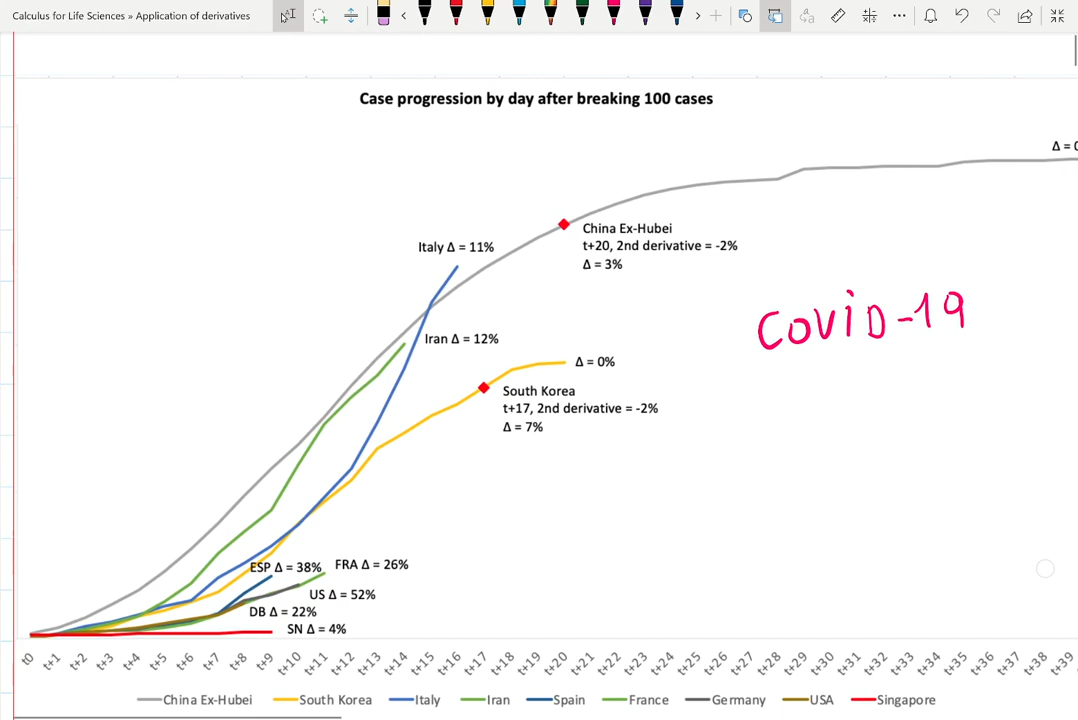 Calculus for Life Sciences » Application of derivatives
Case progression by day after breaking 100 cases
Δ = 0
China Ex-Hubei
t+20, 2nd derivative = -2%
Δ = 3%
Italy Δ = 11%
COVID-19
Iran Δ = 12%
Δ = 0%
South Korea
t+17, 2nd derivative = -2%
Δ = 7%
ESP Δ = 38%
FRA Δ = 26%
US Δ = 52%
DB Δ = 22%
SN Δ = 4%
t0 t+1 t+2 t+3 t+4 t+5 t+6 t+7 t+8 t+9 t+10 t+11 t+12 t+13 t+14 t+15 t+16 t+17 t+18 t+19 t+20 t+21 t+22 t+23 t+24 t+25 t+26 t+27 t+28 t+29 t+30 t+31 t+32 t+33 t+34 t+35 t+36 t+37 t+38 t+39
China Ex-Hubei South Korea Italy Iran Spain France Germany USA Singapore